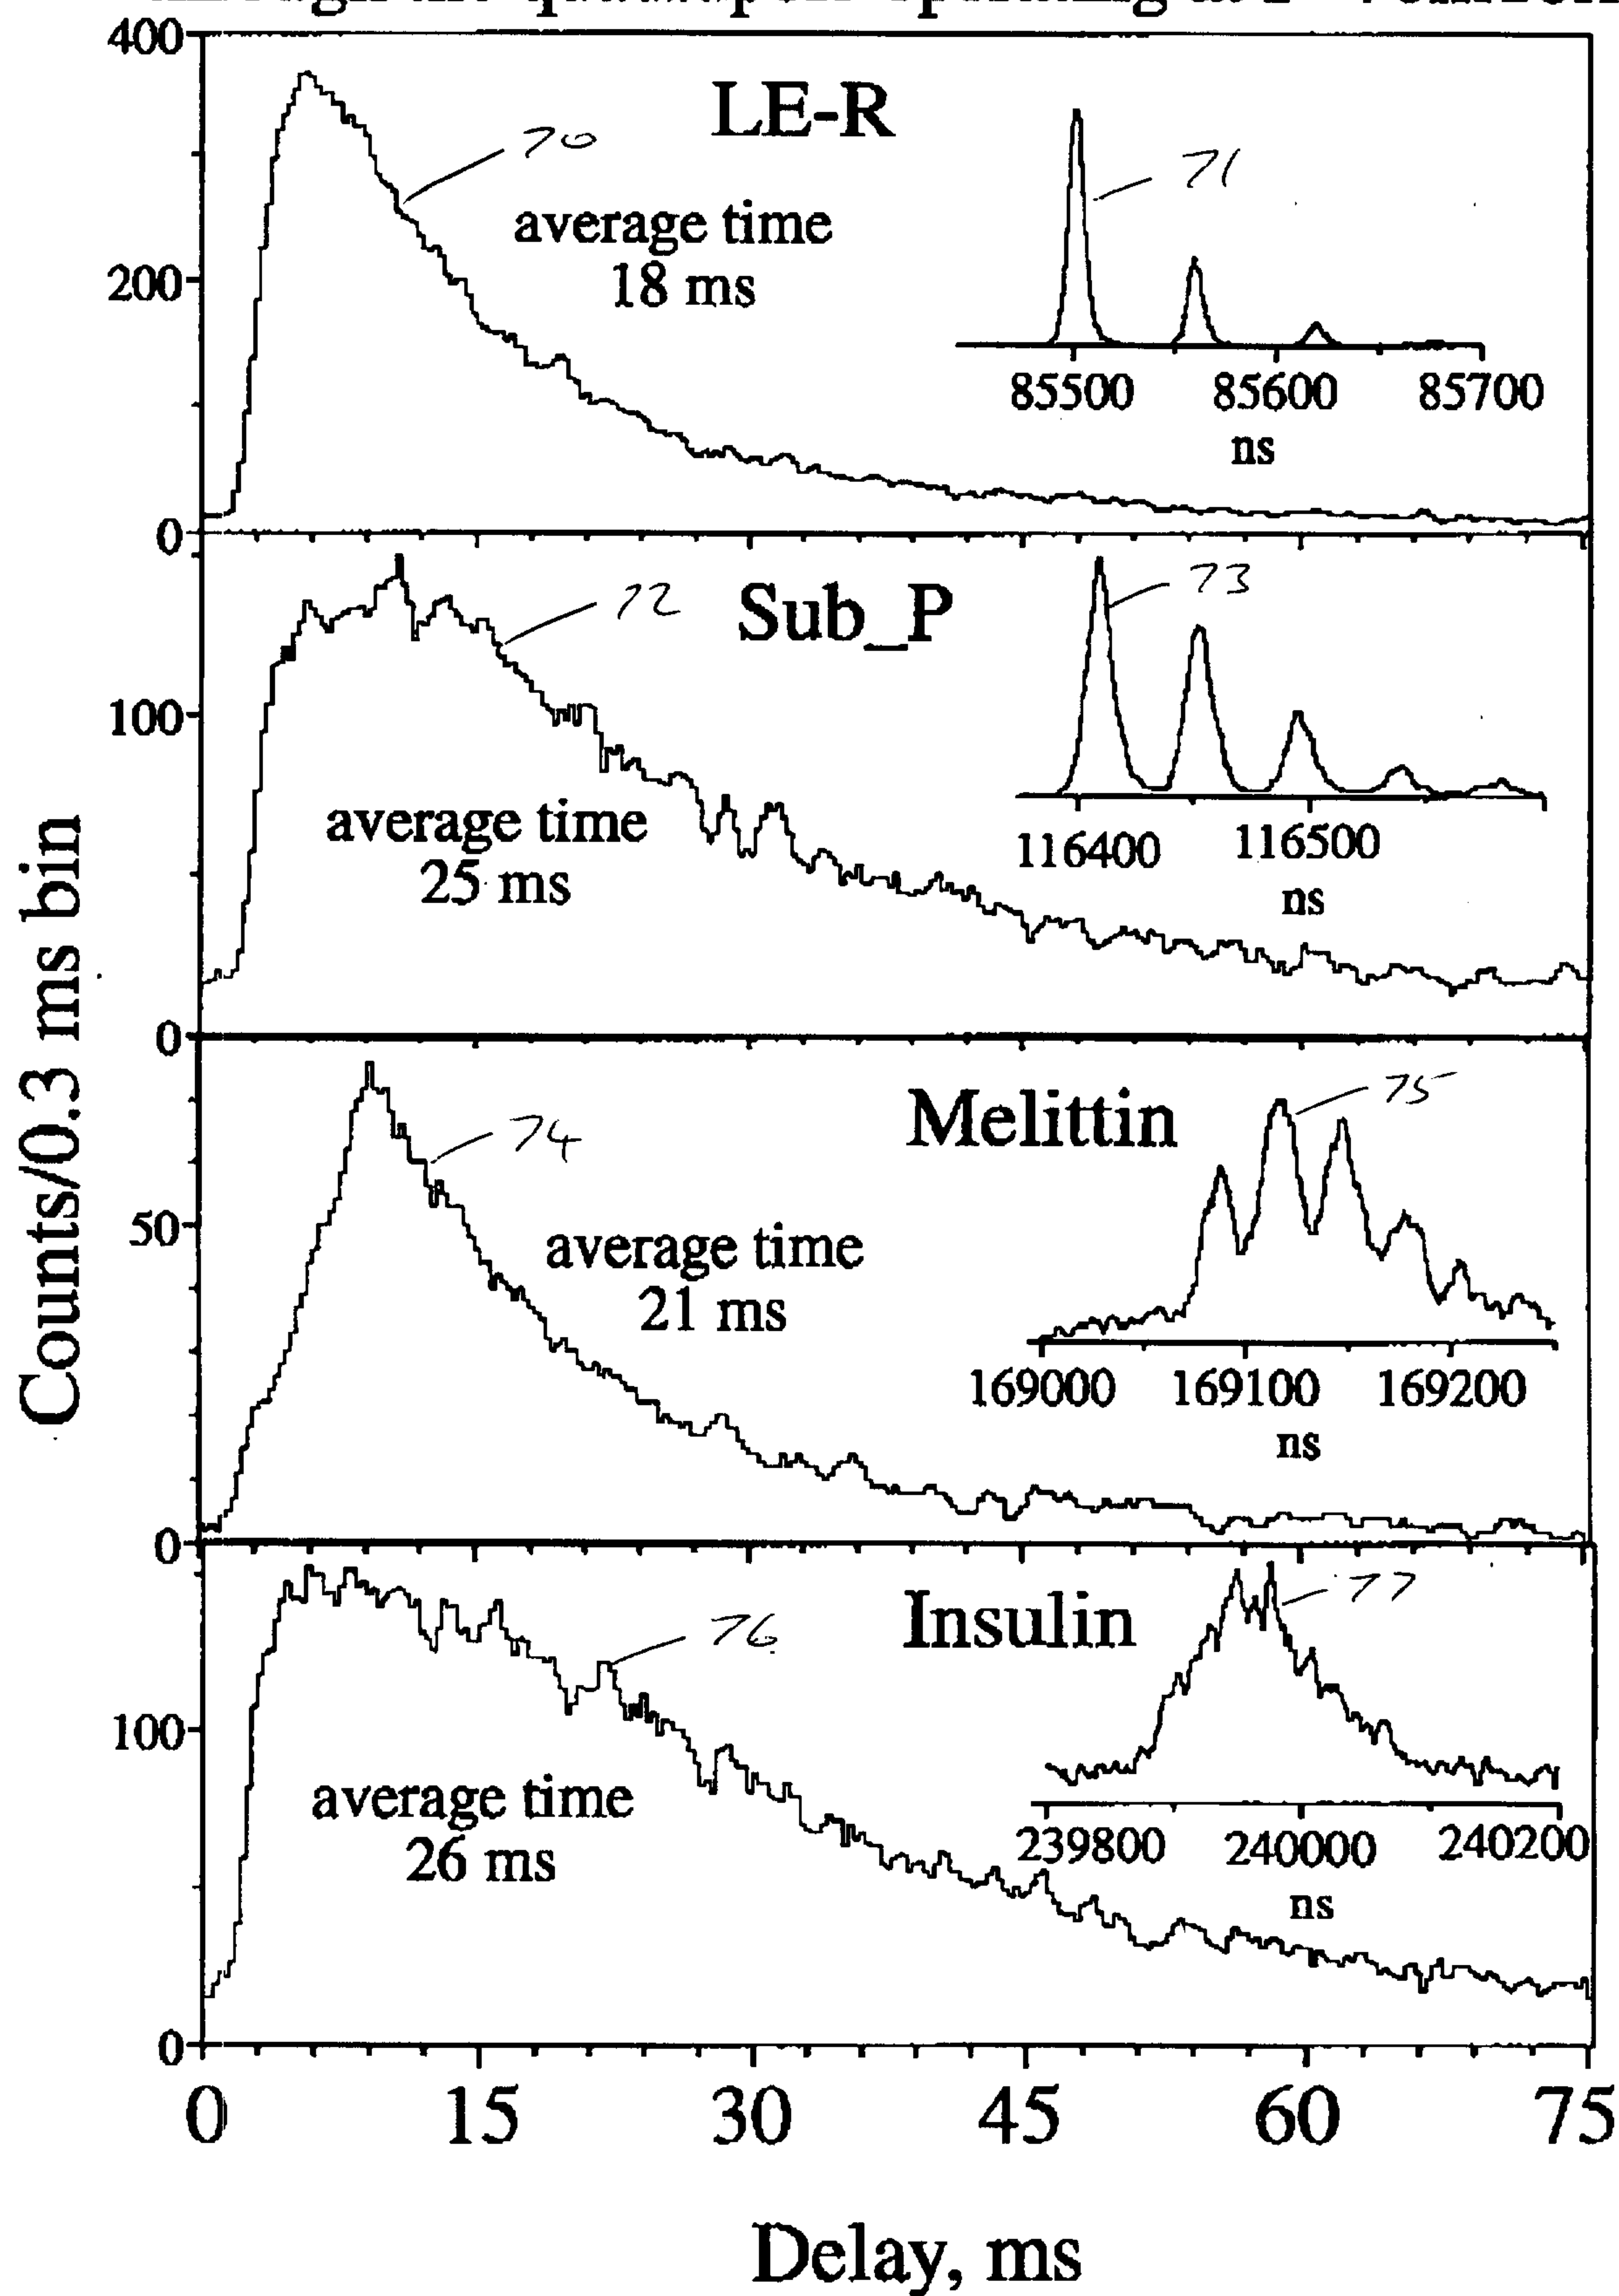 400
LE-R
70
71
average time
18 ms
200
85500 85600 85700
ns
0
72
Sub_P
73
100
average time
25 ms
116400 116500
ns
0
Counts/0.3 ms bin
Melittin
74
75
50
average time
21 ms
169000 169100 169200
ns
0
Insulin
76
77
100
average time
26 ms
239800 240000 240200
ns
0
0 15 30 45 60 75
Delay, ms